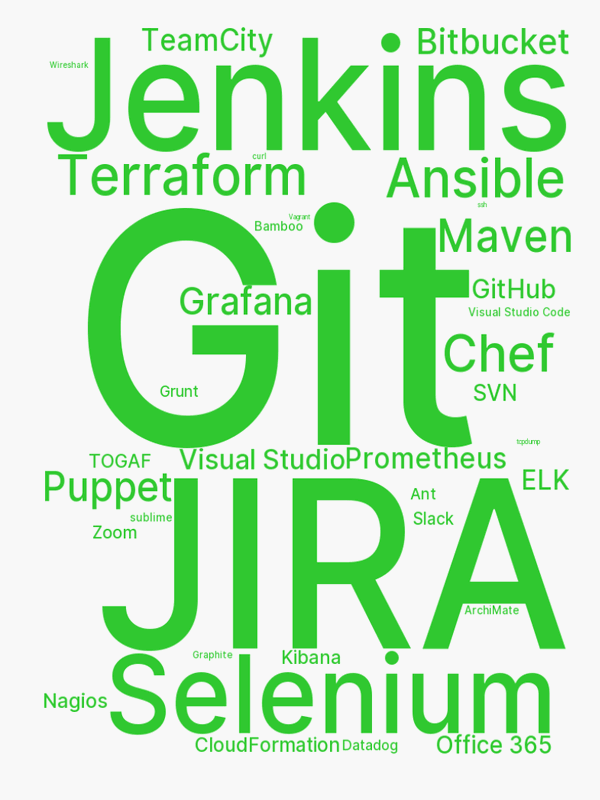 TeamCity
Bitbucket
Wireshark
Jenkins
curl
Terraform
Ansible
ssh
Vagrant
Bamboo
Maven
Git
GitHub
Grafana
Visual Studio Code
Chef
Grunt
SVN
tcpdump
TOGAF
Visual Studio
Prometheus
ELK
Puppet
Ant
sublime
Slack
Zoom
JIRA
ArchiMate
Graphite
Kibana
Selenium
Nagios
CloudFormation
Datadog
Office 365